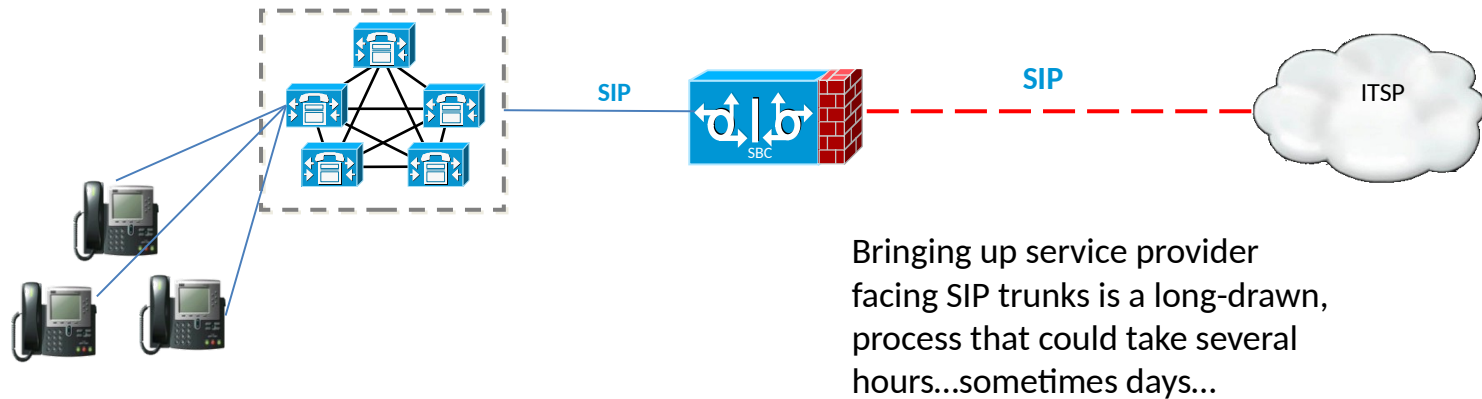 SIP
SIP
ITSP
SBC
Bringing up service provider
facing SIP trunks is a long-drawn,
process that could take several
hours…sometimes days…